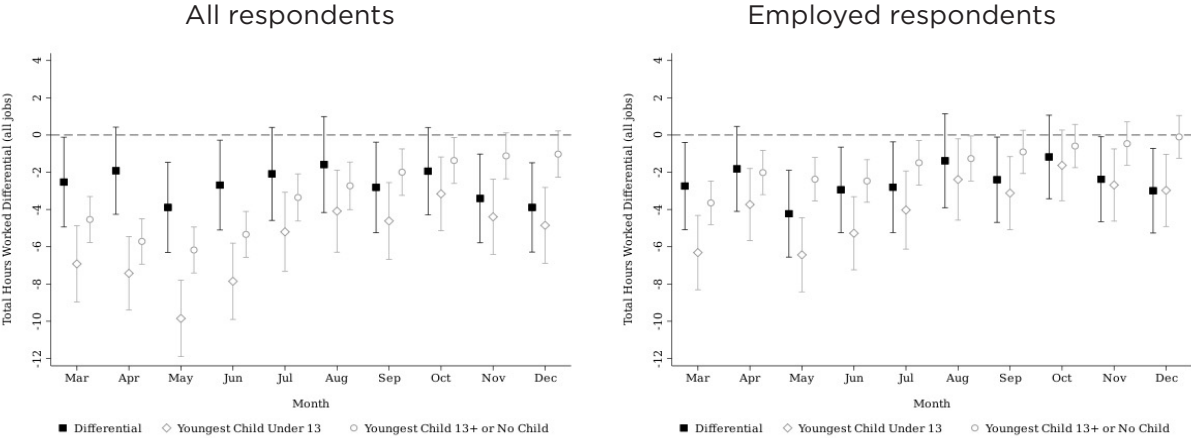 All respondents
Employed respondents
Total Hours Worked Differential (all jobs)
4
2
0
-2
-4
-6
-8
-10
-12
Mar Apr May Jun Jul Aug Sep Oct Nov Dec
Month
Differential Youngest Child Under 13 Youngest Child 13+ or No Child
Total Hours Worked Differential (all jobs)
4
2
0
-2
-4
-6
-8
-10
-12
Mar Apr May Jun Jul Aug Sep Oct Nov Dec
Month
Differential Youngest Child Under 13 Youngest Child 13+ or No Child